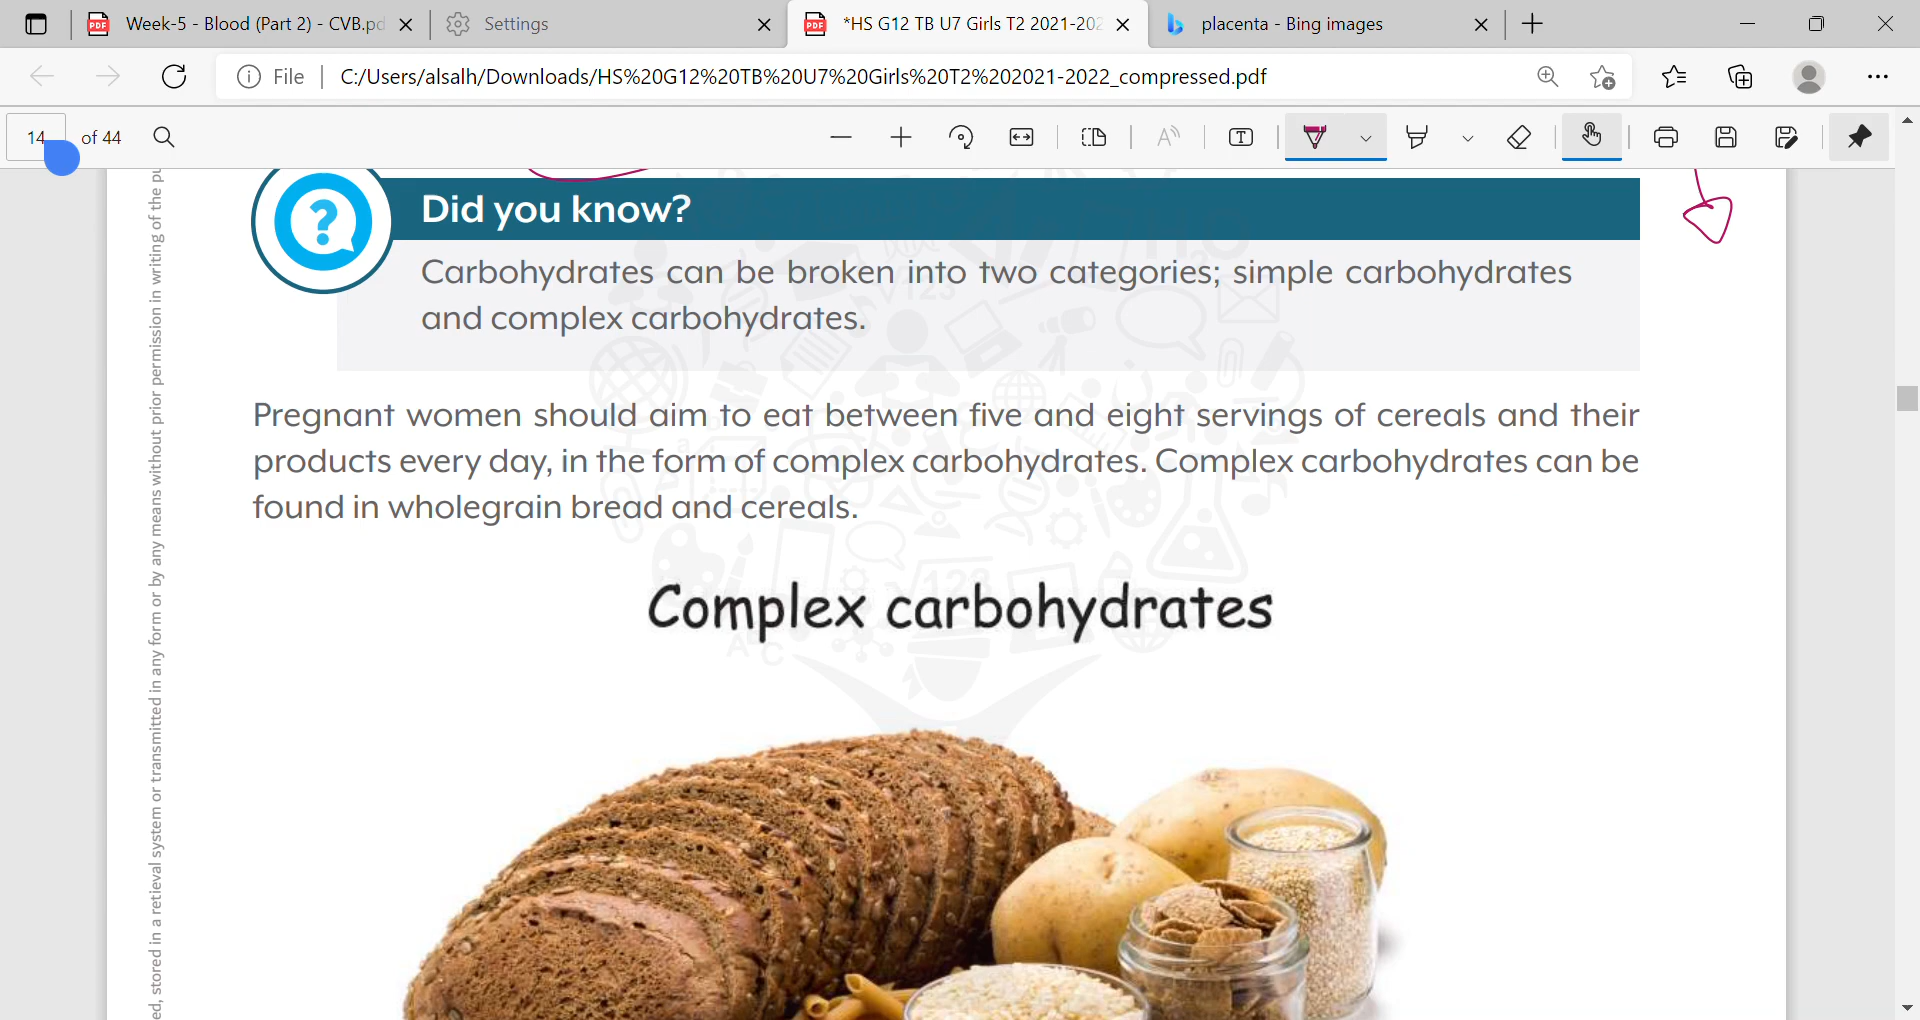 Week-5 - Blood (Part 2) - CVB.pd
Settings
*HS G12 TB U7 Girls T2 2021-202
placenta - Bing images
File
C:/Users/alsalh/Downloads/HS%20G12%20TB%20U7%20Girls%20T2%202021-2022_compressed.pdf
14 of 44
Did you know?
Carbohydrates can be broken into two categories; simple carbohydrates
and complex carbohydrates.
Pregnant women should aim to eat between five and eight servings of cereals and their
products every day, in the form of complex carbohydrates. Complex carbohydrates can be
found in wholegrain bread and cereals.
Complex carbohydrates
ed, stored in a retrieval system or transmitted in any form or by any means without prior permission in writing of the pu